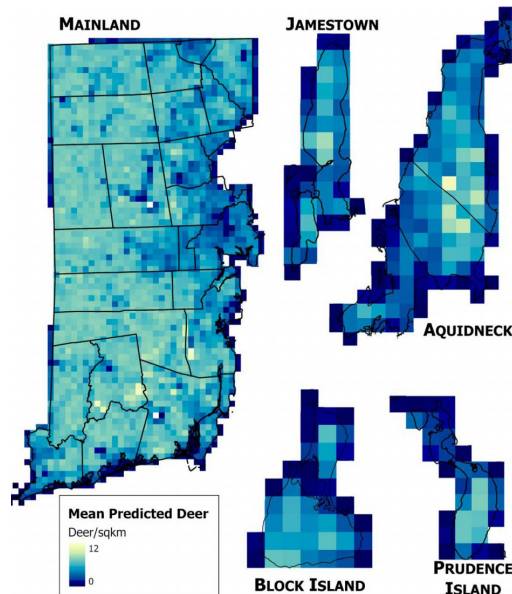 MAINLAND
JAMESTOWN
AQUIDNECK
Mean Predicted Deer
Deer/sqkm
12
0
BLOCK ISLAND
PRUDENCE
ISLAND